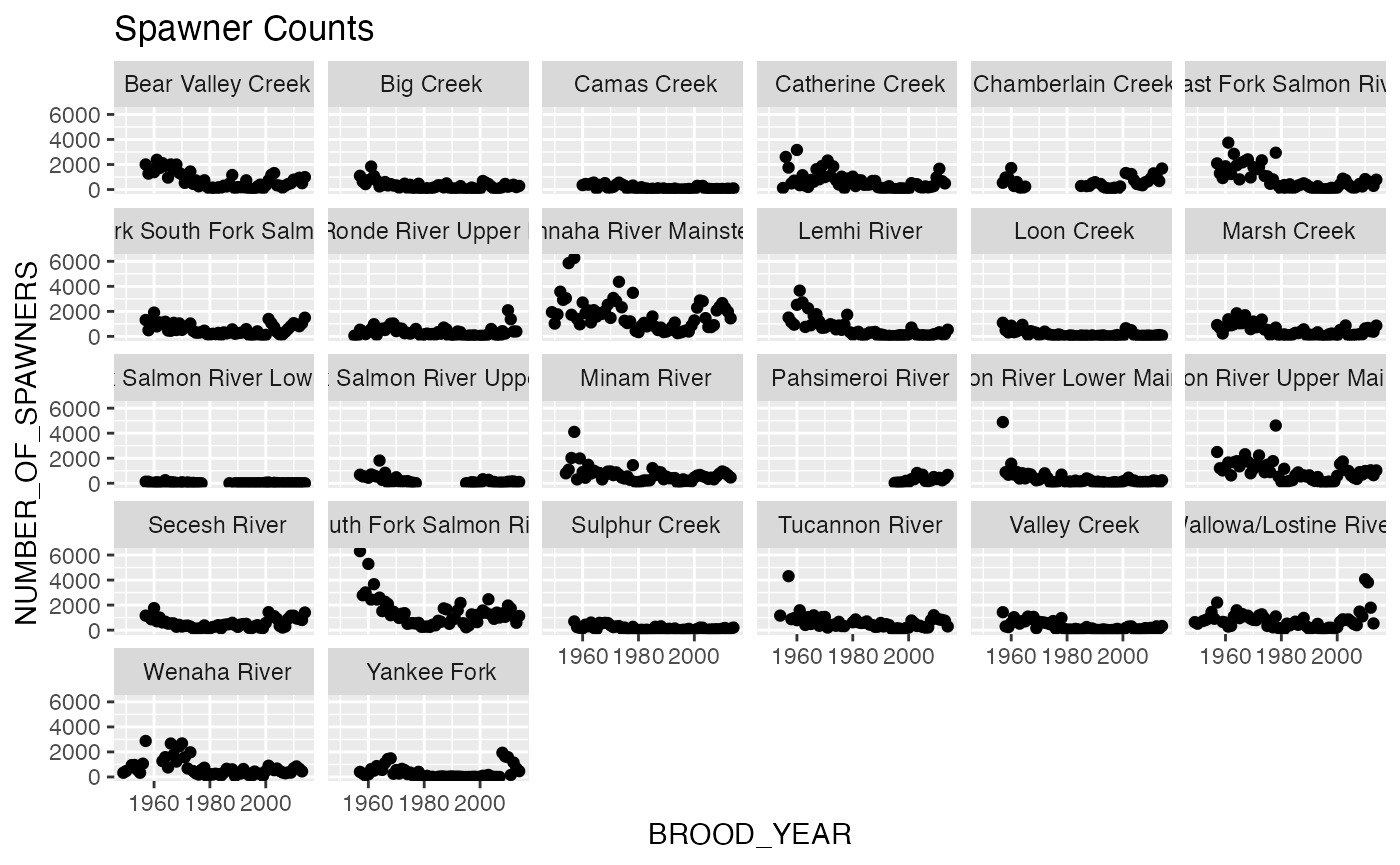 Spawner Counts
Bear Valley Creek Big Creek Camas Creek Catherine Creek Chamberlain Creek ast Fork Salmon Riv
6000
4000
2000
0
rk South Fork Salm Ronde River Upper naha River Mainste Lemhi River Loon Creek Marsh Creek
6000
4000
2000
0
Salmon River Low Salmon River Uppe Minam River Pahsimeroi River on River Lower Mai on River Upper Mai
6000
4000
2000
0
Secesh River uth Fork Salmon Ri Sulphur Creek Tucannon River Valley Creek Wallowa/Lostine Rive
6000
4000
2000
0
1960 1980 2000 1960 1980 2000 1960 1980 2000 1960 1980 2000
Wenaha River Yankee Fork
6000
4000
2000
0
1960 1980 2000 1960 1980 2000
NUMBER_OF_SPAWNERS
BROOD_YEAR